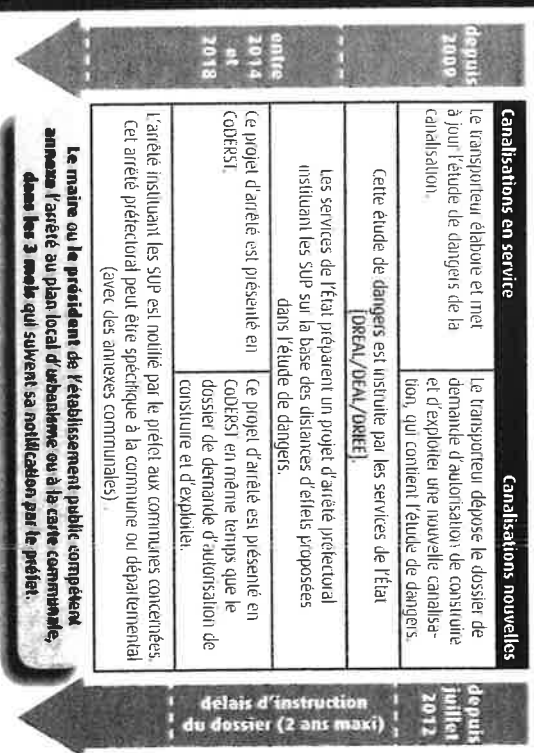 depuis
2009
entre
2014
et
2018
Canalisations en service
Canalisations nouvelles
Le transporteur élabore et met
à jour l'étude de dangers de la
canalisation.
Le transporteur dépose le dossier de
demande d'autorisation de construire
et d'exploiter une nouvelle canalisa-
tion, qui contient l'étude de dangers.
Cette étude de dangers est instruite par les services de l'État
(DREAL/DEAL/DRIEE).
Les services de l'État préparent un projet d'arrêté préfectoral
instituant les SUP sur la base des distances d'effets proposées
dans l'étude de dangers.
Ce projet d'arrêté est présenté en
CoDERST.
Ce projet d'arrêté est présenté en
CoDERST en même temps que le
dossier de demande d'autorisation de
construire et d'exploiter.
L'arrêté instituant les SUP est notifié par le préfet aux communes concernées.
Cet arrêté préfectoral peut être spécifique à la commune ou départemental
(avec des annexes communales).
Le maire ou le président de l'établissement public compétent
annexe l'arrêté au plan local d'urbanisme ou à la carte communale,
dans les 3 mois qui suivent sa notification par le préfet.
depuis
juillet
2012
délais d'instruction
du dossier (2 ans maxi)